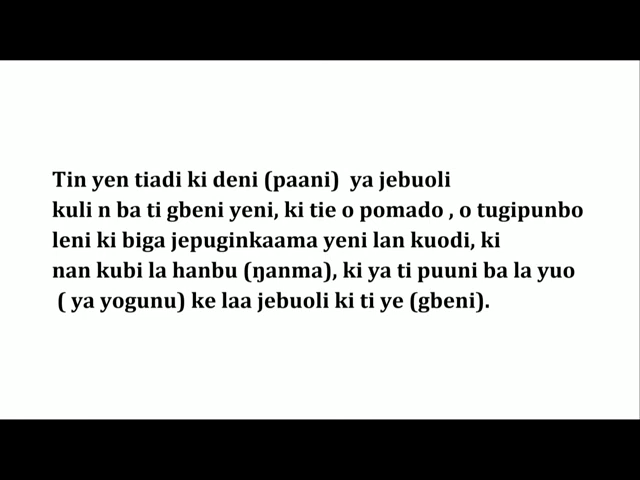 Tin yen tiadi ki deni (paani) ya jebuoli
kuli n ba ti gbeni yeni, ki tie o pomado , o tugipunbo
leni ki biga jepuginkaama yeni lan kuodi, ki
nan kubi la hanbu (ŋanma), ki ya ti puuni ba la yuo
( ya yogunu) ke laa jebuoli ki ti ye (gbeni).